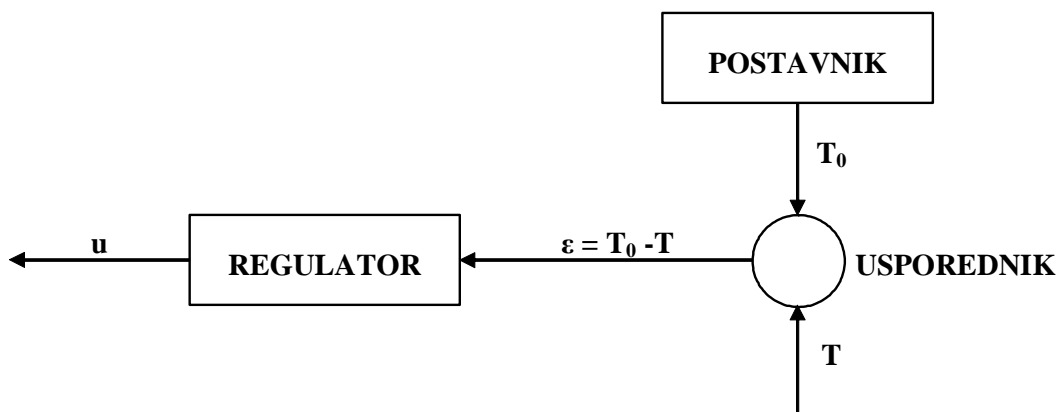 POSTAVNIK
T₀
u
ε = T₀ -T
REGULATOR
USPOREDNIK
T